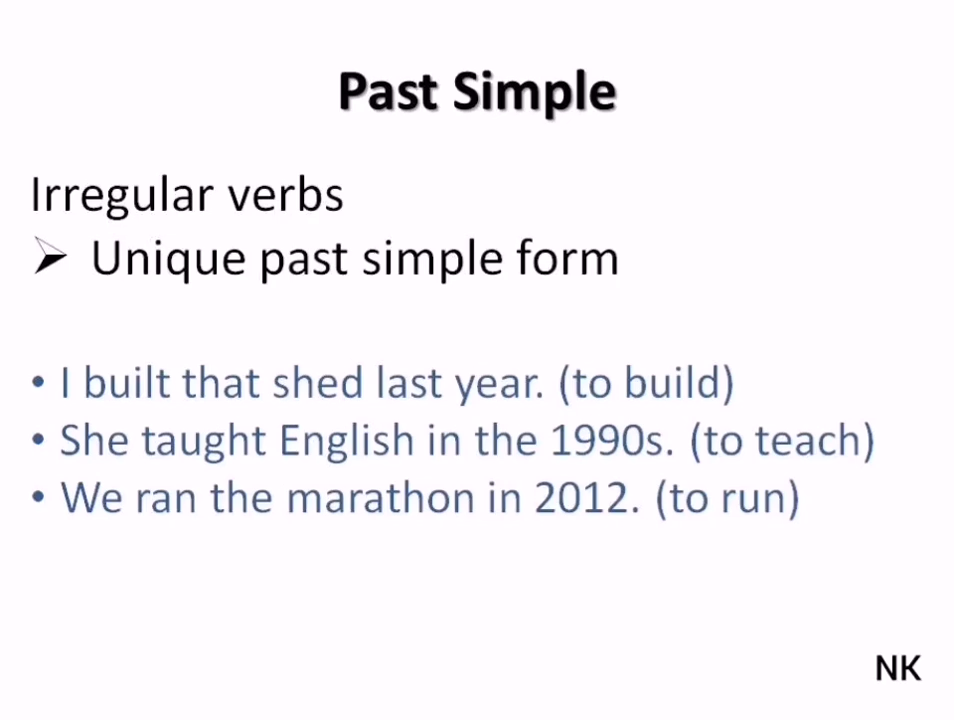 Past Simple
Irregular verbs
➢ Unique past simple form
• I built that shed last year. (to build)
• She taught English in the 1990s. (to teach)
• We ran the marathon in 2012. (to run)
NK